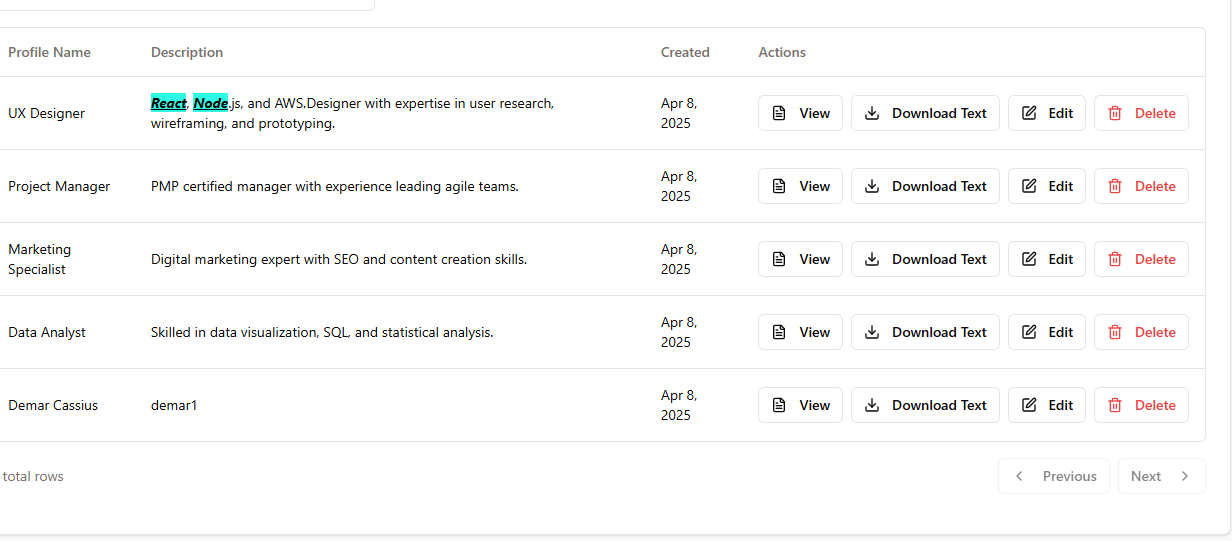 Profile Name Description Created Actions
UX Designer React, Node.js, and AWS.Designer with expertise in user research, wireframing, and prototyping. Apr 8, 2025 View Download Text Edit Delete
Project Manager PMP certified manager with experience leading agile teams. Apr 8, 2025 View Download Text Edit Delete
Marketing Specialist Digital marketing expert with SEO and content creation skills. Apr 8, 2025 View Download Text Edit Delete
Data Analyst Skilled in data visualization, SQL, and statistical analysis. Apr 8, 2025 View Download Text Edit Delete
Demar Cassius demar1 Apr 8, 2025 View Download Text Edit Delete
total rows Previous Next